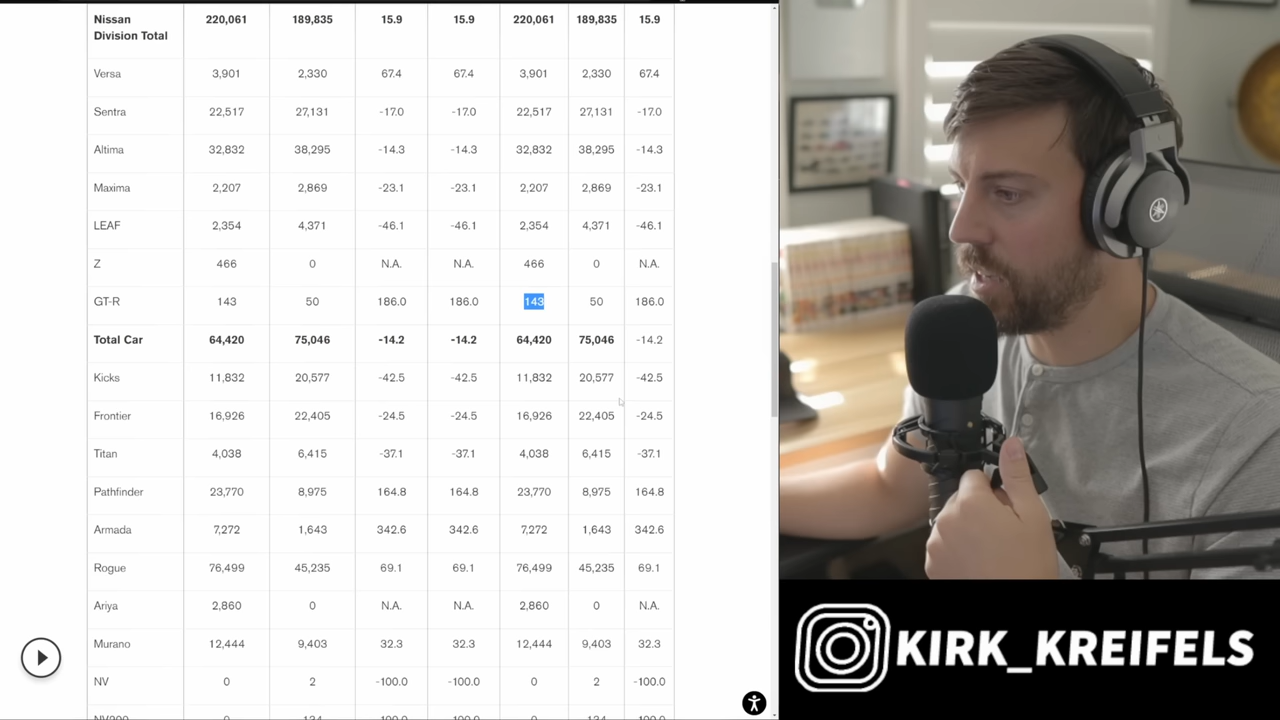 Nissan 220,061 189,835 15.9 15.9 220,061 189,835 15.9
Division Total
Versa 3,901 2,330 67.4 67.4 3,901 2,330 67.4
Sentra 22,517 27,131 -17.0 -17.0 22,517 27,131 -17.0
Altima 32,832 38,295 -14.3 -14.3 32,832 38,295 -14.3
Maxima 2,207 2,869 -23.1 -23.1 2,207 2,869 -23.1
LEAF 2,354 4,371 -46.1 -46.1 2,354 4,371 -46.1
Z 466 0 N.A. N.A. 466 0 N.A.
GT-R 143 50 186.0 186.0 143 50 186.0
Total Car 64,420 75,046 -14.2 -14.2 64,420 75,046 -14.2
Kicks 11,832 20,577 -42.5 -42.5 11,832 20,577 -42.5
Frontier 16,926 22,405 -24.5 -24.5 16,926 22,405 -24.5
Titan 4,038 6,415 -37.1 -37.1 4,038 6,415 -37.1
Pathfinder 23,770 8,975 164.8 164.8 23,770 8,975 164.8
Armada 7,272 1,643 342.6 342.6 7,272 1,643 342.6
Rogue 76,499 45,235 69.1 69.1 76,499 45,235 69.1
Ariya 2,860 0 N.A. N.A. 2,860 0 N.A.
Murano 12,444 9,403 32.3 32.3 12,444 9,403 32.3
NV 0 2 -100.0 -100.0 0 2 -100.0
NV200 0 134 -100.0 -100.0 0 134 -100.0
KIRK_KREIFELS